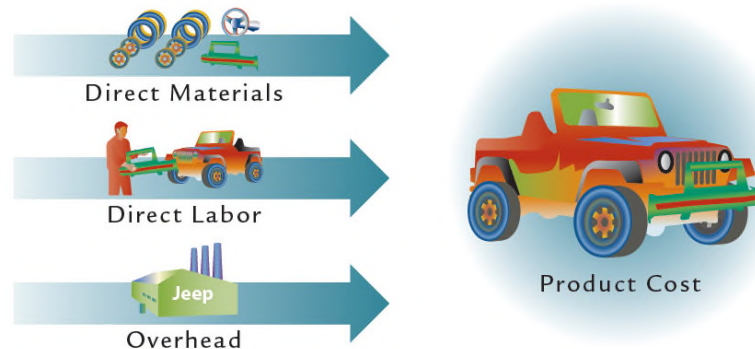 Direct Materials
Direct Labor
Jeep
Overhead
Product Cost